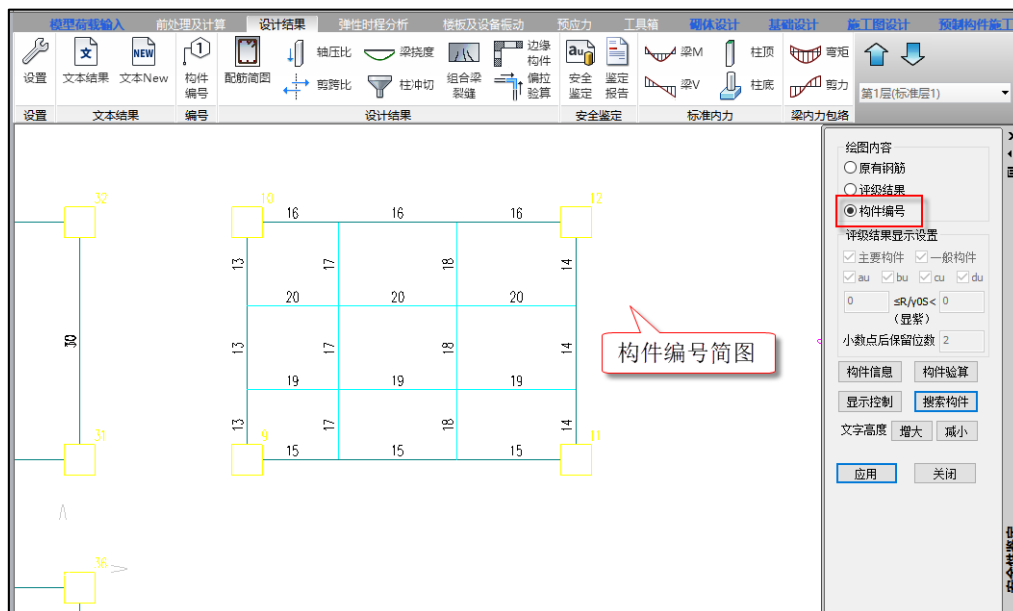 模型荷载输入 前处理及计算 设计结果 弹性时程分析 楼板及设备振动 预应力 工具箱 砌体设计 基础设计 施工图设计 预制构件施工
设置 文本结果 文本New 构件编号 配筋简图 轴压比 梁挠度 组合梁裂缝 边缘构件 安全鉴定 鉴定报告 梁M 柱顶 弯矩
剪跨比 柱冲切 偏拉验算 梁V 柱底 剪力 第1层(标准层1)
设置 文本结果 编号 设计结果 安全鉴定 标准内力 梁内力包络
绘图内容
原有钢筋
评级结果
构件编号
评级结果显示设置
主要构件 一般构件
au bu cu du
0 ≤R/γ0S< 0
(显紫)
小数点后保留位数 2
构件信息 构件验算
显示控制 搜索构件
文字高度 增大 减小
应用 关闭
32 10 12
16 16 16
13 17 18 14
20 20 20
30 13 17 18 14
19 19 19
13 17 18 14
31 9 11
15 15 15
36
构件编号简图